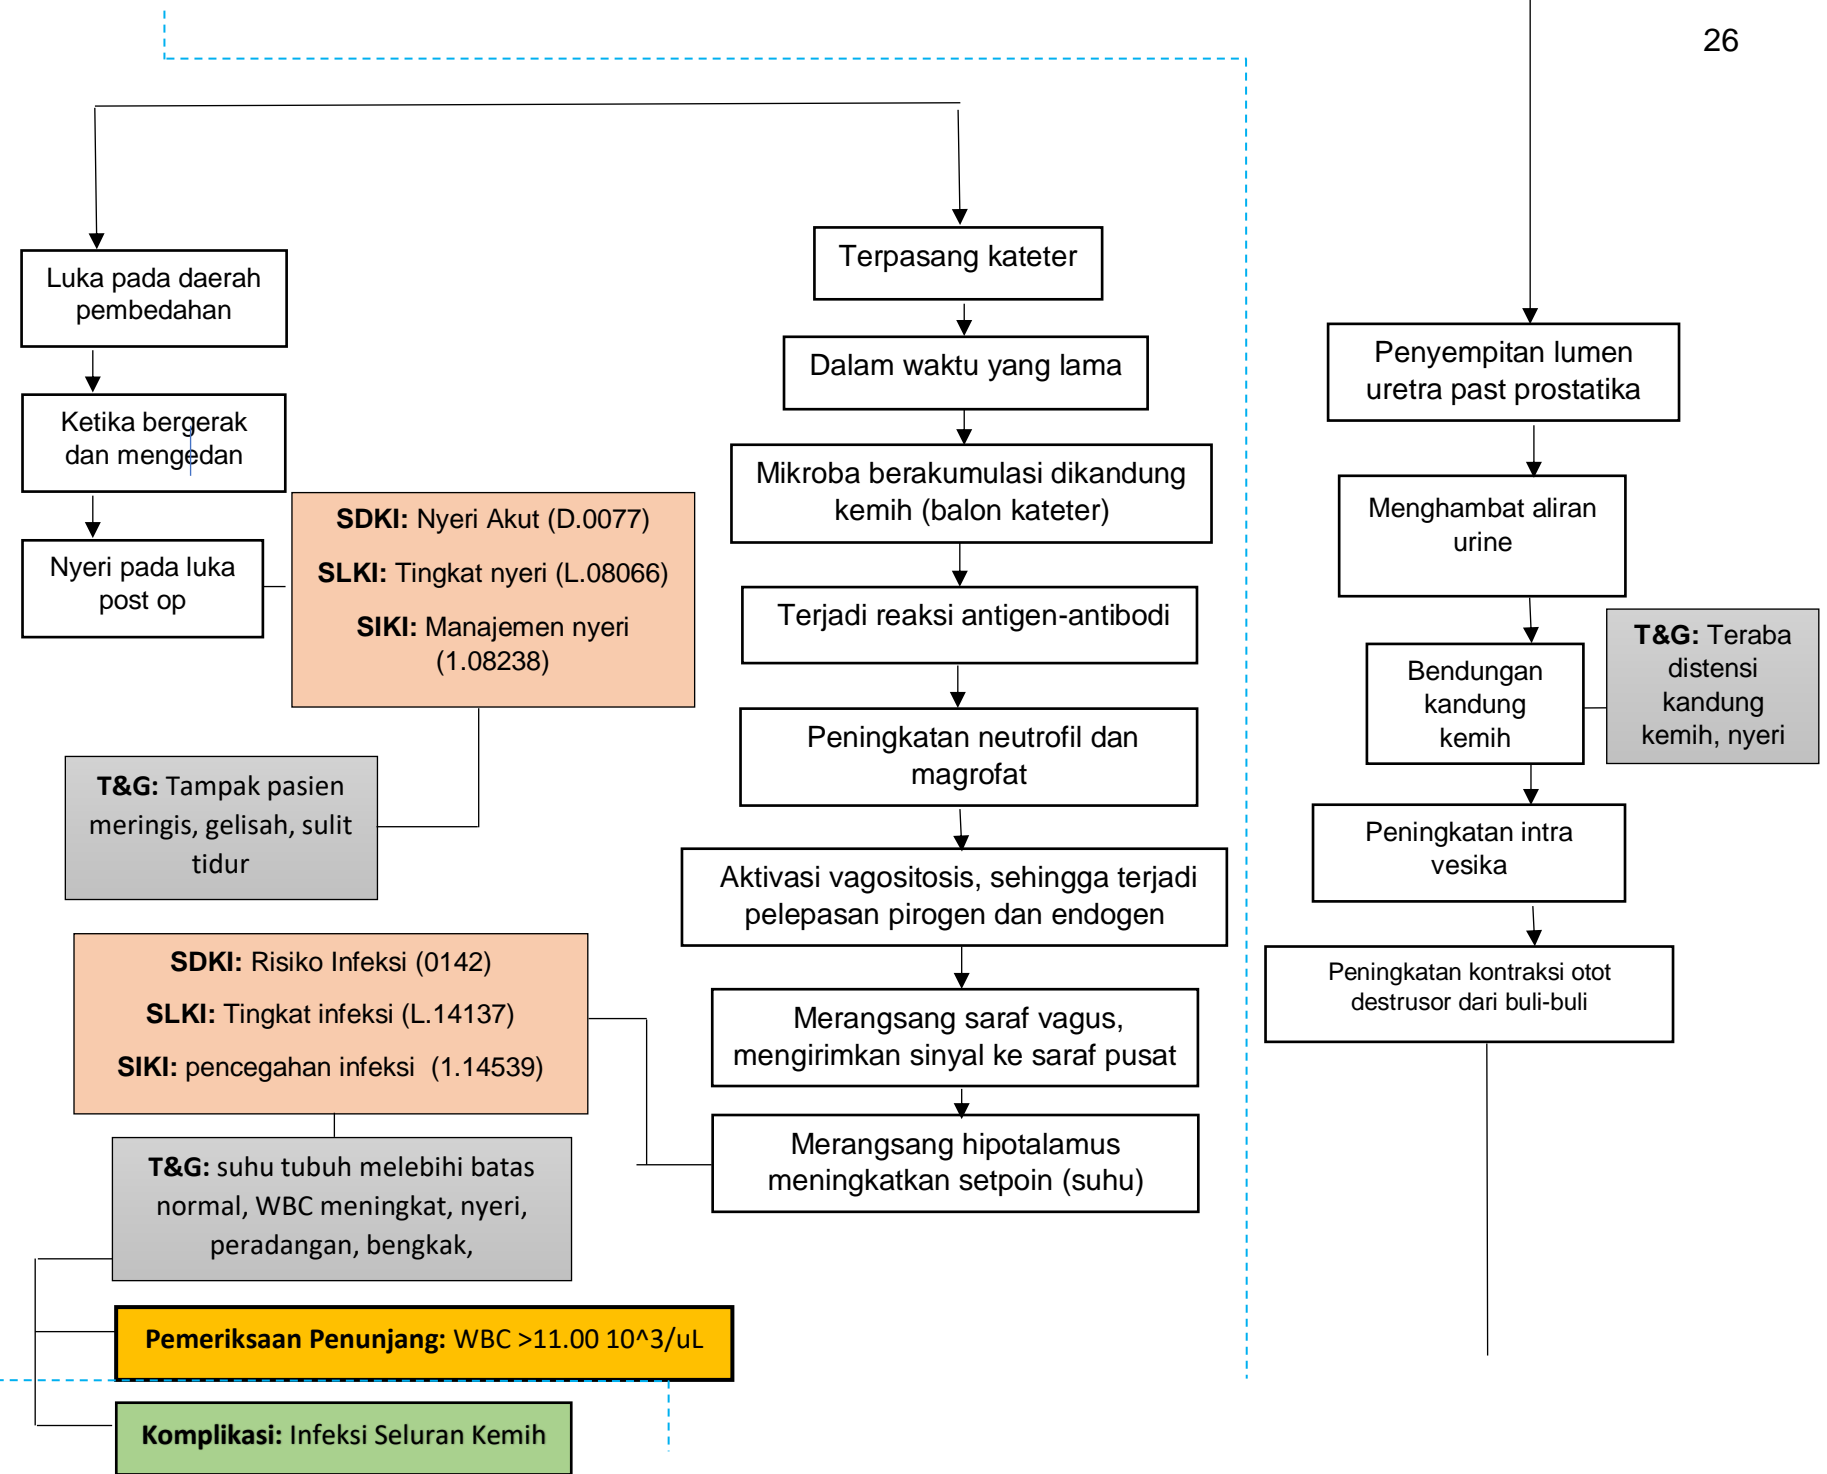 26
Luka pada daerah
pembedahan
Ketika bergerak
dan mengedan
Nyeri pada luka
post op
SDKI: Nyeri Akut (D.0077)
SLKI: Tingkat nyeri (L.08066)
SIKI: Manajemen nyeri
(1.08238)
T&G: Tampak pasien
meringis, gelisah, sulit
tidur
SDKI: Risiko Infeksi (0142)
SLKI: Tingkat infeksi (L.14137)
SIKI: pencegahan infeksi (1.14539)
T&G: suhu tubuh melebihi batas
normal, WBC meningkat, nyeri,
peradangan, bengkak,
Pemeriksaan Penunjang: WBC >11.00 10^3/uL
Komplikasi: Infeksi Seluran Kemih
Terpasang kateter
Dalam waktu yang lama
Mikroba berakumulasi dikandung
kemih (balon kateter)
Terjadi reaksi antigen-antibodi
Peningkatan neutrofil dan
magrofat
Aktivasi vagositosis, sehingga terjadi
pelepasan pirogen dan endogen
Merangsang saraf vagus,
mengirimkan sinyal ke saraf pusat
Merangsang hipotalamus
meningkatkan setpoin (suhu)
Penyempitan lumen
uretra past prostatika
Menghambat aliran
urine
Bendungan
kandung
kemih
T&G: Teraba
distensi
kandung
kemih, nyeri
Peningkatan intra
vesika
Peningkatan kontraksi otot
destrusor dari buli-buli